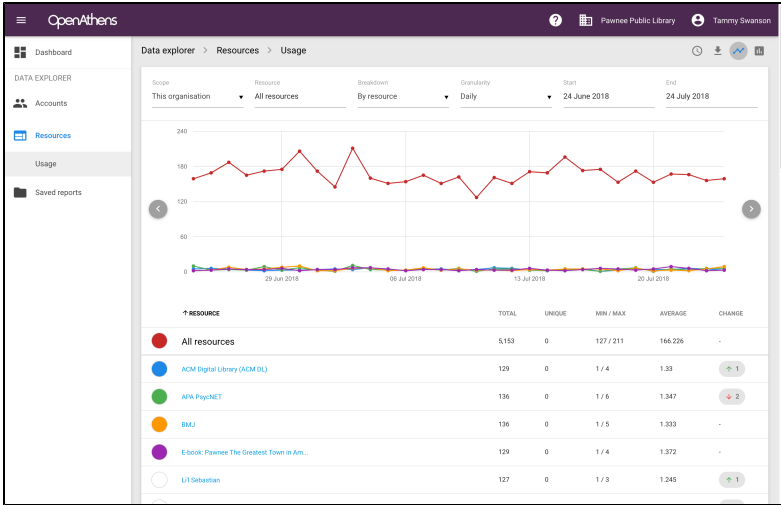 OpenAthens
Pawnee Public Library
Tammy Swanson
Dashboard
DATA EXPLORER
Accounts
Resources
Usage
Saved reports
Data explorer > Resources > Usage
Scope Resource Breakdown Granularity Start End
This organisation All resources By resource Daily 24 June 2018 24 July 2018
240
180
120
60
0
29 Jun 2018 06 Jul 2018 13 Jul 2018 20 Jul 2018
↑ RESOURCE TOTAL UNIQUE MIN / MAX AVERAGE CHANGE
All resources 5,153 0 127 / 211 166.226 -
ACM Digital Library (ACM DL) 129 0 1 / 4 1.33 ↑ 1
APA PsycNET 136 0 1 / 6 1.347 ↓ 2
BMJ 136 0 1 / 5 1.333 -
E-book: Pawnee The Greatest Town in Am... 129 0 1 / 4 1.372 -
Li'l Sebastian 127 0 1 / 3 1.245 ↑ 1